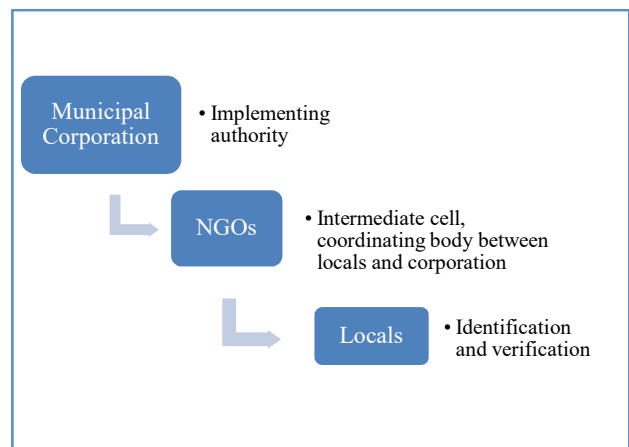 Municipal
Corporation
• Implementing
authority
NGOs
• Intermediate cell,
coordinating body between
locals and corporation
Locals
• Identification
and verification